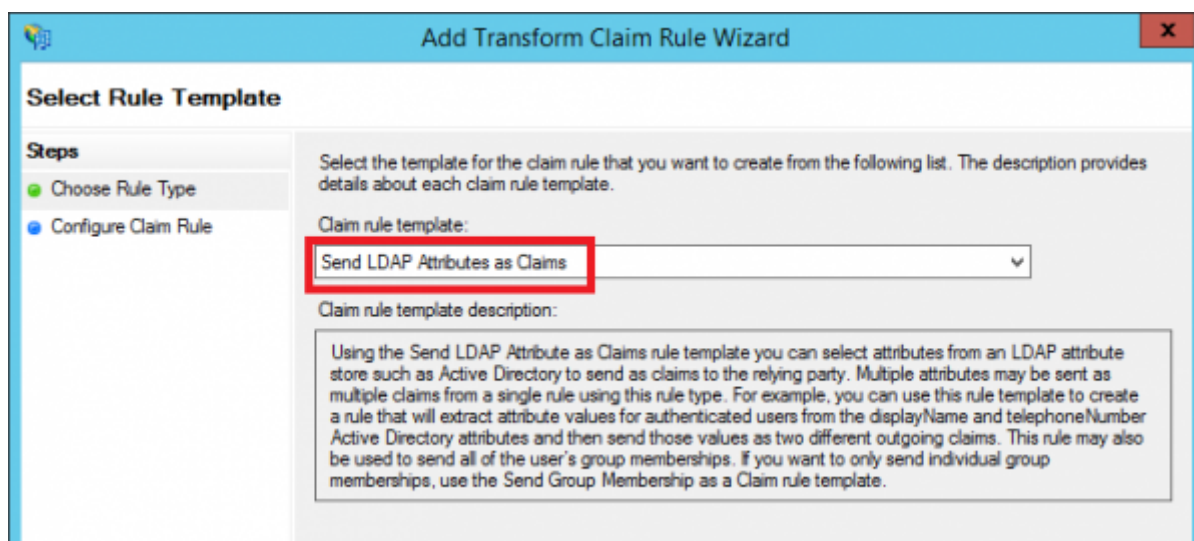 Add Transform Claim Rule Wizard
x
Select Rule Template
Steps
Choose Rule Type
Configure Claim Rule
Select the template for the claim rule that you want to create from the following list. The description provides
details about each claim rule template.
Claim rule template:
Send LDAP Attributes as Claims
Claim rule template description:
Using the Send LDAP Attribute as Claims rule template you can select attributes from an LDAP attribute
store such as Active Directory to send as claims to the relying party. Multiple attributes may be sent as
multiple claims from a single rule using this rule type. For example, you can use this rule template to create
a rule that will extract attribute values for authenticated users from the displayName and telephoneNumber
Active Directory attributes and then send those values as two different outgoing claims. This rule may also
be used to send all of the user's group memberships. If you want to only send individual group
memberships, use the Send Group Membership as a Claim rule template.